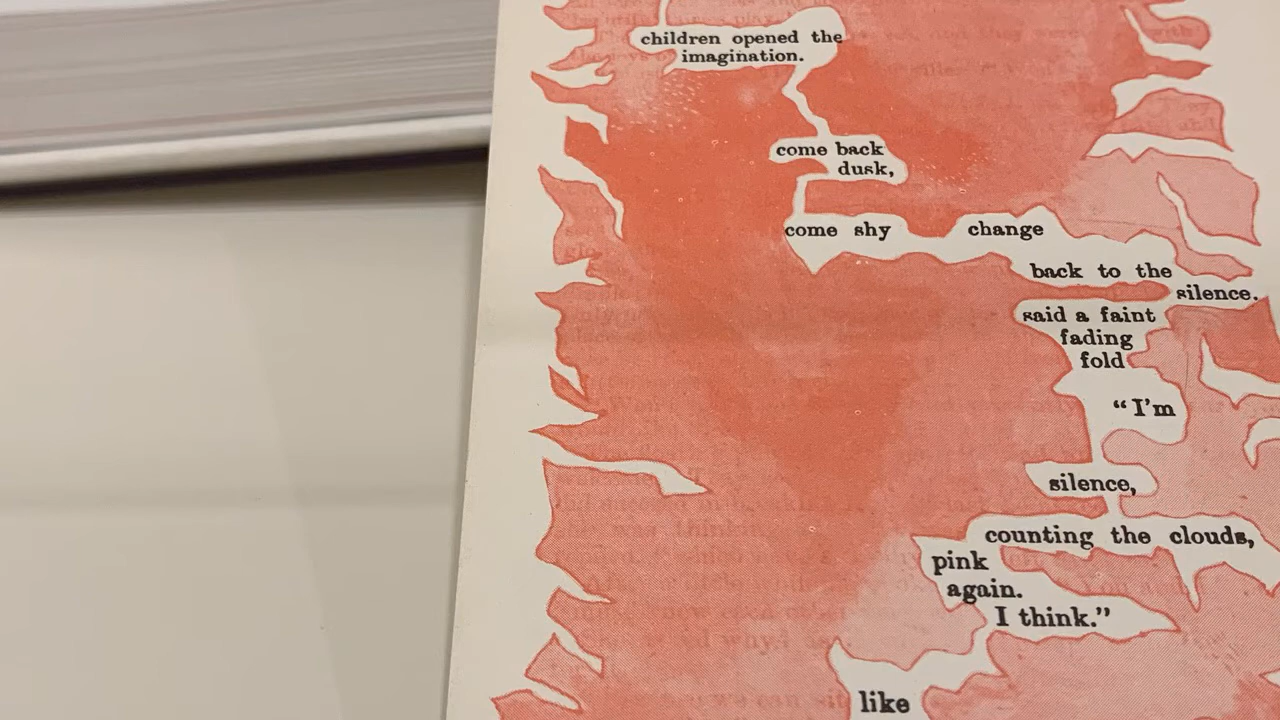 children opened the
imagination.
come back
dusk,
come shy change
back to the
silence.
said a faint
fading
fold
“I’m
silence,
counting the clouds,
pink
again.
I think.”
like